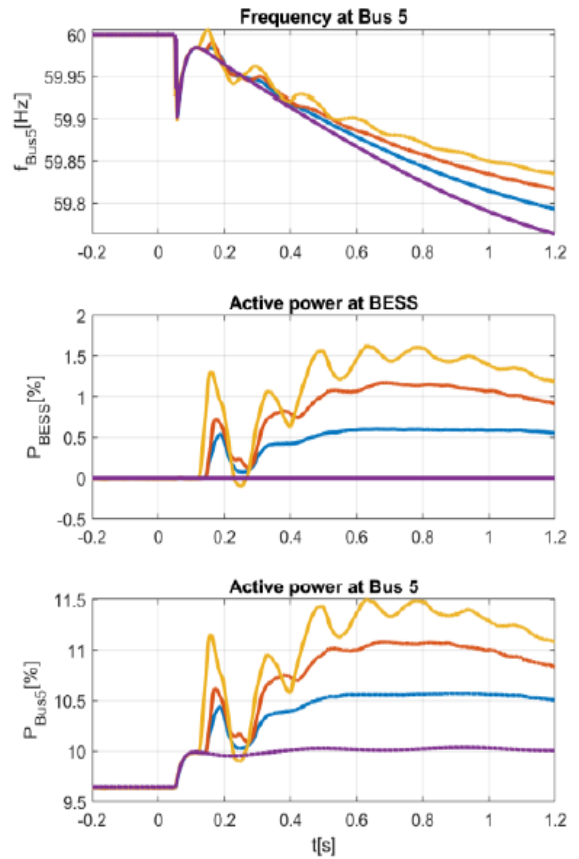 Frequency at Bus 5
60
59.95
59.9
59.85
59.8
f_Bus5[Hz]
-0.2 0 0.2 0.4 0.6 0.8 1 1.2
Active power at BESS
2
1.5
1
0.5
0
-0.5
P_BESS[%]
-0.2 0 0.2 0.4 0.6 0.8 1 1.2
Active power at Bus 5
11.5
11
10.5
10
9.5
P_Bus5[%]
-0.2 0 0.2 0.4 0.6 0.8 1 1.2
t[s]